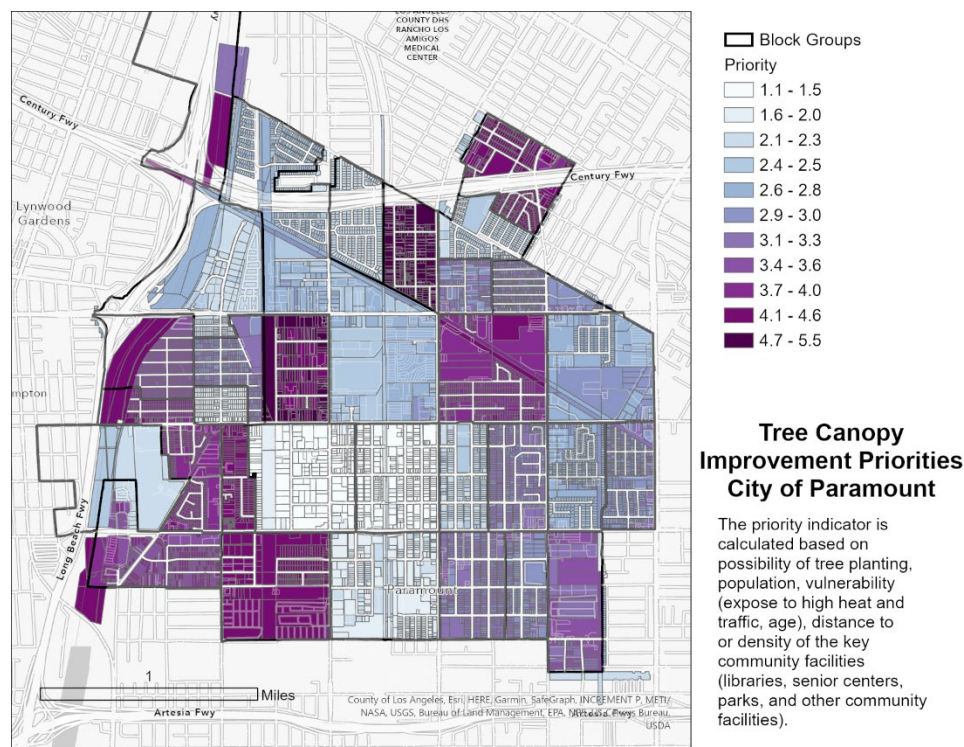 LOS ANGELES
COUNTY DHS
RANCHO LOS
AMIGOS
MEDICAL
CENTER
Century Fwy
Century Fwy
Lynwood
Gardens
mpton
Long Beach Fwy
Paramount
1
Miles
Artesia Fwy
Artesia Fwy
County of Los Angeles, Esri, HERE, Garmin, SafeGraph, INCREMENT P, METI/
NASA, USGS, Bureau of Land Management, EPA, US Census Bureau,
USDA
Block Groups
Priority
1.1 - 1.5
1.6 - 2.0
2.1 - 2.3
2.4 - 2.5
2.6 - 2.8
2.9 - 3.0
3.1 - 3.3
3.4 - 3.6
3.7 - 4.0
4.1 - 4.6
4.7 - 5.5
Tree Canopy
Improvement Priorities
City of Paramount
The priority indicator is
calculated based on
possibility of tree planting,
population, vulnerability
(expose to high heat and
traffic, age), distance to
or density of the key
community facilities
(libraries, senior centers,
parks, and other community
facilities).